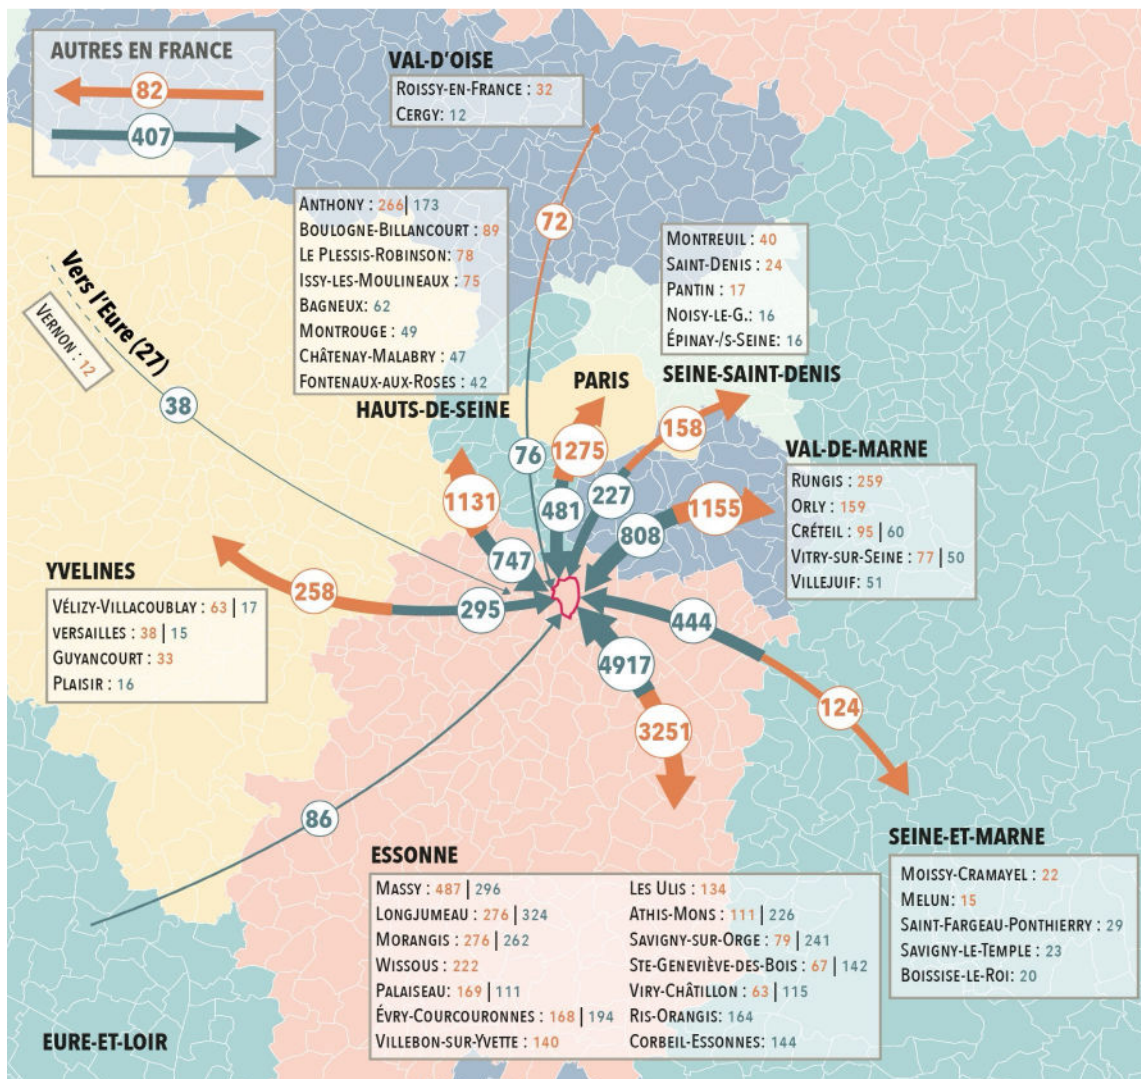 AUTRES EN FRANCE
82
407
VAL-D'OISE
ROISSY-EN-FRANCE : 32
CERGY: 12
72
ANTHONY : 266 | 173
BOULOGNE-BILLANCOURT : 89
LE PLESSIS-ROBINSON: 78
ISSY-LES-MOULINEAUX : 75
BAGNEUX: 62
MONTROUGE : 49
CHÂTENAY-MALABRY : 47
FONTENAUX-AUX-ROSES : 42
HAUTS-DE-SEINE
MONTREUIL : 40
SAINT-DENIS : 24
PANTIN : 17
NOISY-LE-G.: 16
ÉPINAY-/S-SEINE: 16
SEINE-SAINT-DENIS
PARIS
Vers l'Eure (27)
VERNON : 12
38
76
1275
158
1131
481
227
747
808
1155
VAL-DE-MARNE
RUNGIS : 259
ORLY : 159
CRÉTEIL : 95 | 60
VITRY-SUR-SEINE : 77 | 50
VILLEJUIF: 51
YVELINES
VÉLIZY-VILLACOUBLAY : 63 | 17
VERSAILLES : 38 | 15
GUYANCOURT : 33
PLAISIR : 16
258
295
444
4917
3251
124
86
ESSONNE
MASSY : 487 | 296
LONGJUMEAU : 276 | 324
MORANGIS : 276 | 262
WISSOUS : 222
PALAISEAU: 169 | 111
ÉVRY-COURCOURONNES : 168 | 194
VILLEBON-SUR-YVETTE : 140
LES ULIS : 134
ATHIS-MONS : 111 | 226
SAVIGNY-SUR-ORGE : 79 | 241
STE-GENEVIÈVE-DES-BOIS : 67 | 142
VIRY-CHÂTILLON : 63 | 115
RIS-ORANGIS: 164
CORBEIL-ESSONNES: 144
SEINE-ET-MARNE
MOISSY-CRAMAYEL : 22
MELUN: 15
SAINT-FARGEAU-PONTHIERRY : 29
SAVIGNY-LE-TEMPLE : 23
BOISSISE-LE-ROI: 20
EURE-ET-LOIR